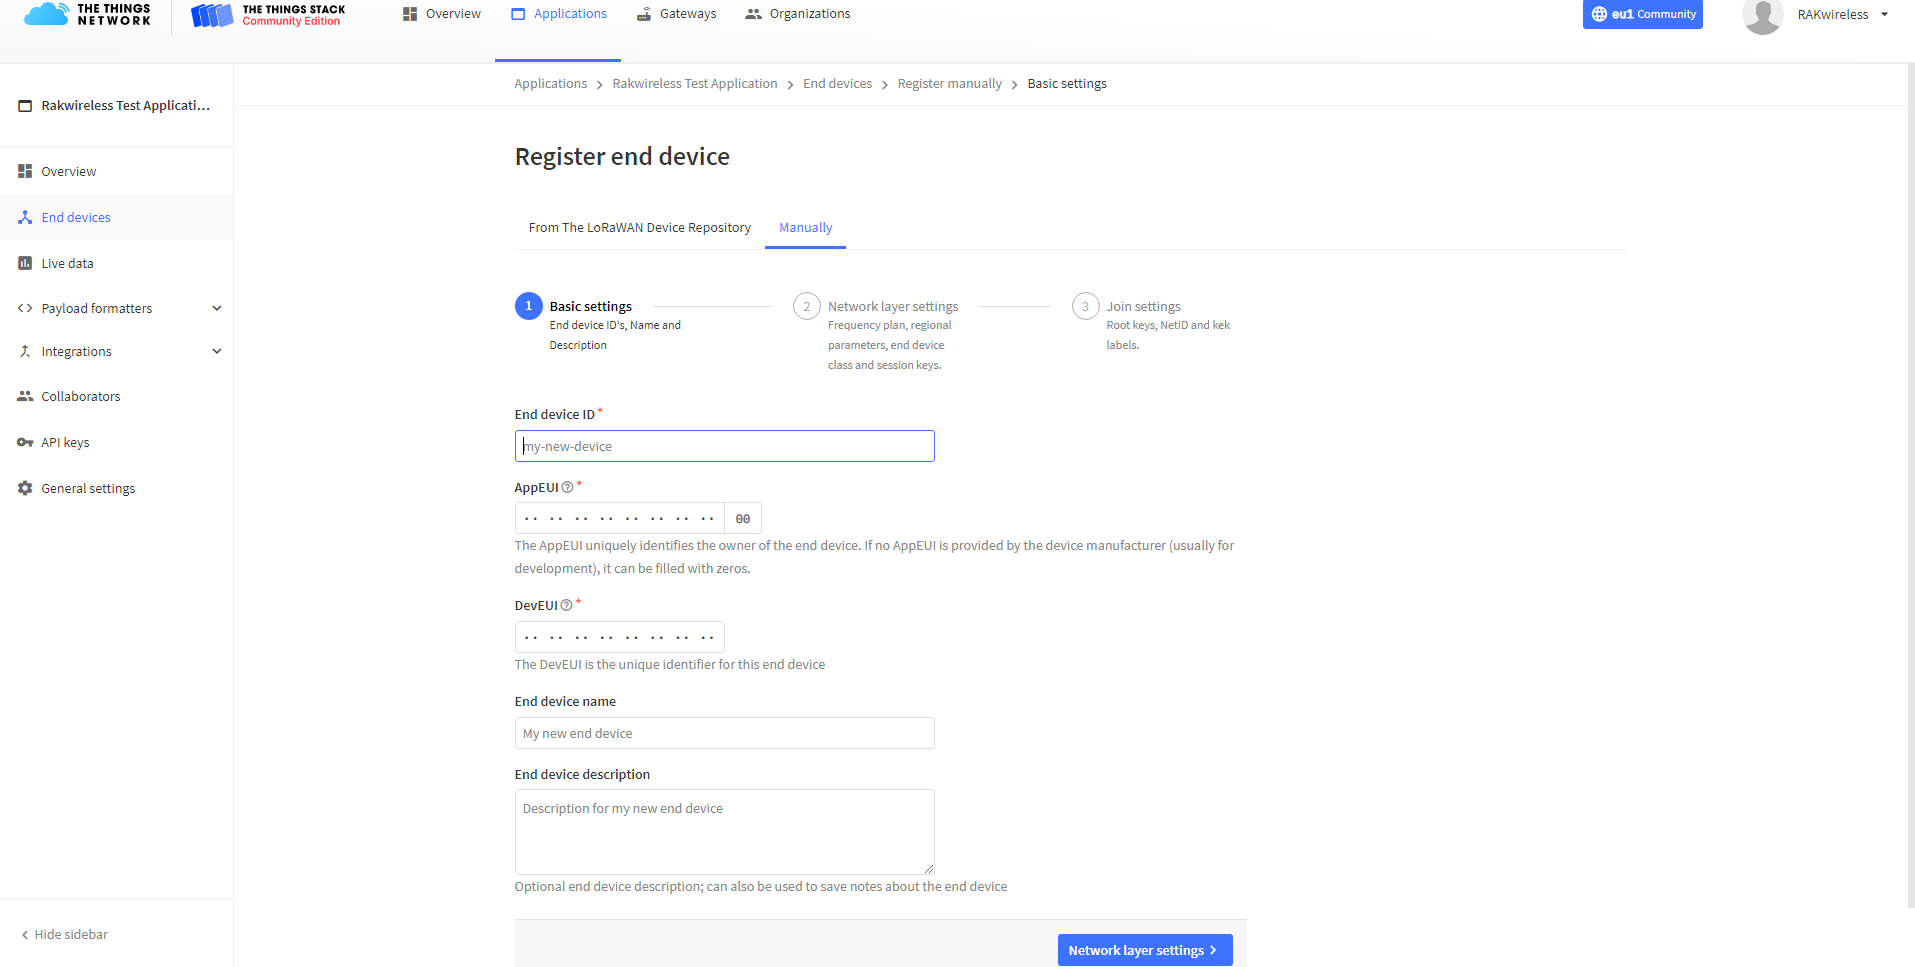 THE THINGS
NETWORK
THE THINGS STACK
Community Edition
Overview
Applications
Gateways
Organizations
eu1 Community
RAKwireless
Applications > Rakwireless Test Application > End devices > Register manually > Basic settings
Rakwireless Test Applicati...
Overview
End devices
Live data
Payload formatters
Integrations
Collaborators
API keys
General settings
Hide sidebar
Register end device
From The LoRaWAN Device Repository
Manually
1 Basic settings
End device ID's, Name and
Description
2 Network layer settings
Frequency plan, regional
parameters, end device
class and session keys.
3 Join settings
Root keys, NetID and kek
labels.
End device ID*
my-new-device
AppEUI *
·· ·· ·· ·· ·· ·· ·· ·· 00
The AppEUI uniquely identifies the owner of the end device. If no AppEUI is provided by the device manufacturer (usually for
development), it can be filled with zeros.
DevEUI *
·· ·· ·· ·· ·· ·· ·· ··
The DevEUI is the unique identifier for this end device
End device name
My new end device
End device description
Description for my new end device
Optional end device description; can also be used to save notes about the end device
Network layer settings >